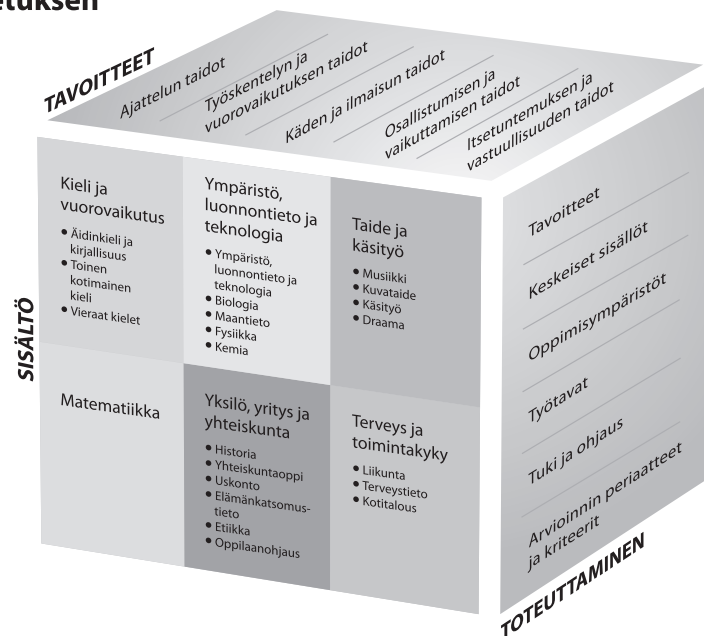 TAVOITTEET
Ajattelun taidot
Työskentelyn ja
vuorovaikutuksen taidot
Käden ja ilmaisun taidot
Osallistumisen ja
vaikuttamisen taidot
Itsetuntemuksen ja
vastuullisuuden taidot
SISÄLTÖ
Kieli ja
vuorovaikutus
• Äidinkieli ja
kirjallisuus
• Toinen
kotimainen
kieli
• Vieraat kielet
Ympäristö,
luonnontieto ja
teknologia
• Ympäristö,
luonnontieto ja
teknologia
• Biologia
• Maantieto
• Fysiikka
• Kemia
Taide ja
käsityö
• Musiikki
• Kuvataide
• Käsityö
• Draama
Matematiikka
Yksilö, yritys ja
yhteiskunta
• Historia
• Yhteiskuntaoppi
• Uskonto
• Elämänkatsomus-
tieto
• Etiikka
• Oppilaanohjaus
Terveys ja
toimintakyky
• Liikunta
• Terveystieto
• Kotitalous
Tavoitteet
Keskeiset sisällöt
Oppimisympäristöt
Työtavat
Tuki ja ohjaus
Arvioinnin periaatteet
ja kriteerit
TOTEUTTAMINEN